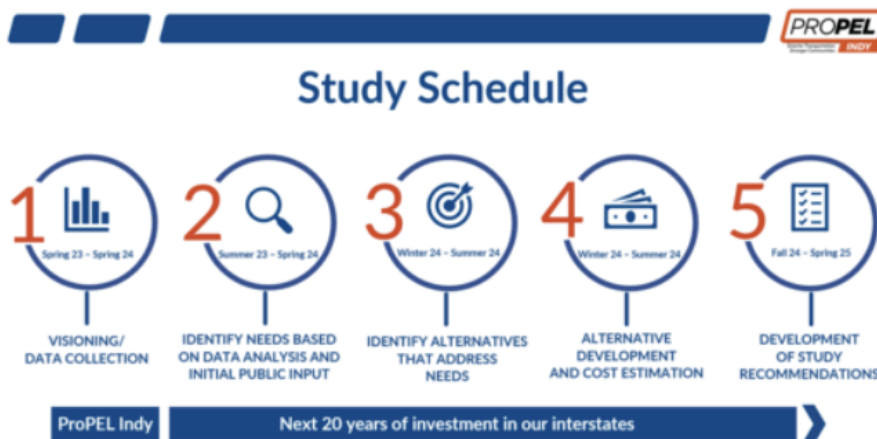 PROPEL
INDY
Study Schedule
1
Spring 23 – Spring 24
VISIONING/
DATA COLLECTION
2
Summer 23 – Spring 24
IDENTIFY NEEDS BASED
ON DATA ANALYSIS AND
INITIAL PUBLIC INPUT
3
Winter 24 – Summer 24
IDENTIFY ALTERNATIVES
THAT ADDRESS
NEEDS
4
Winter 24 – Summer 24
ALTERNATIVE
DEVELOPMENT
AND COST ESTIMATION
5
Fall 24 – Spring 25
DEVELOPMENT
OF STUDY
RECOMMENDATIONS
ProPEL Indy
Next 20 years of investment in our interstates